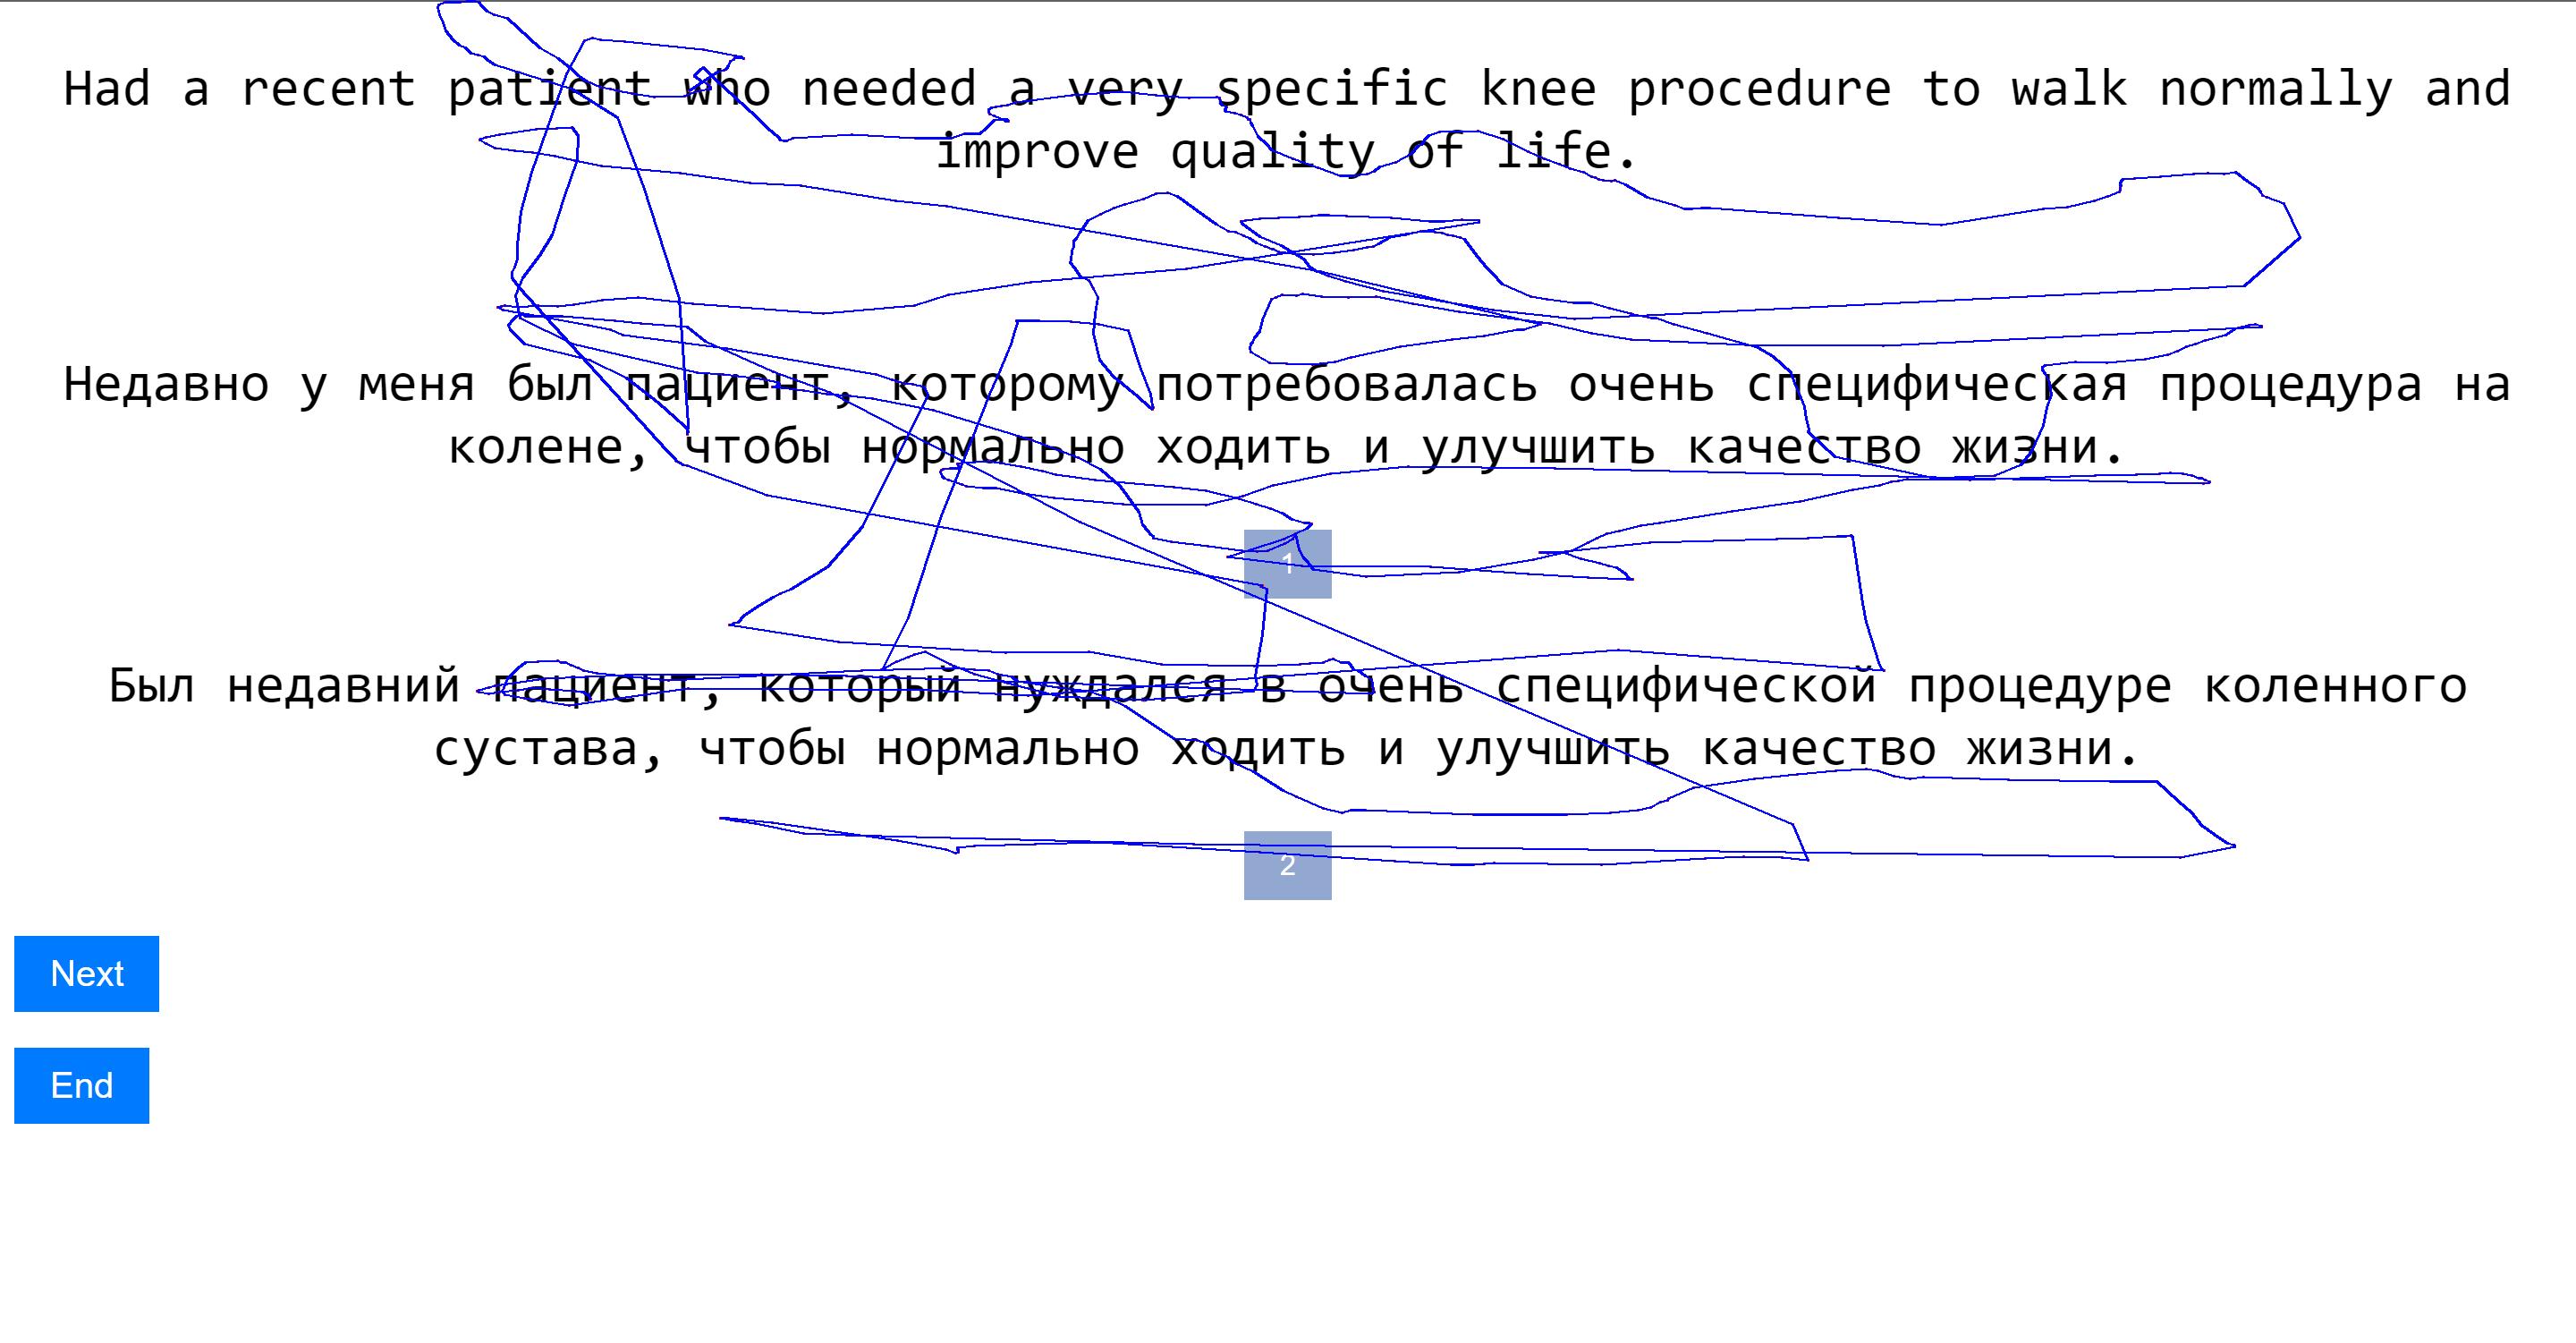 Had a recent patient who needed a very specific knee procedure to walk normally and
improve quality of life.
Недавно у меня был пациент, которому потребовалась очень специфическая процедура на
колене, чтобы нормально ходить и улучшить качество жизни.
1
Был недавний пациент, который нуждался в очень специфической процедуре коленного
сустава, чтобы нормально ходить и улучшить качество жизни.
2
Next
End